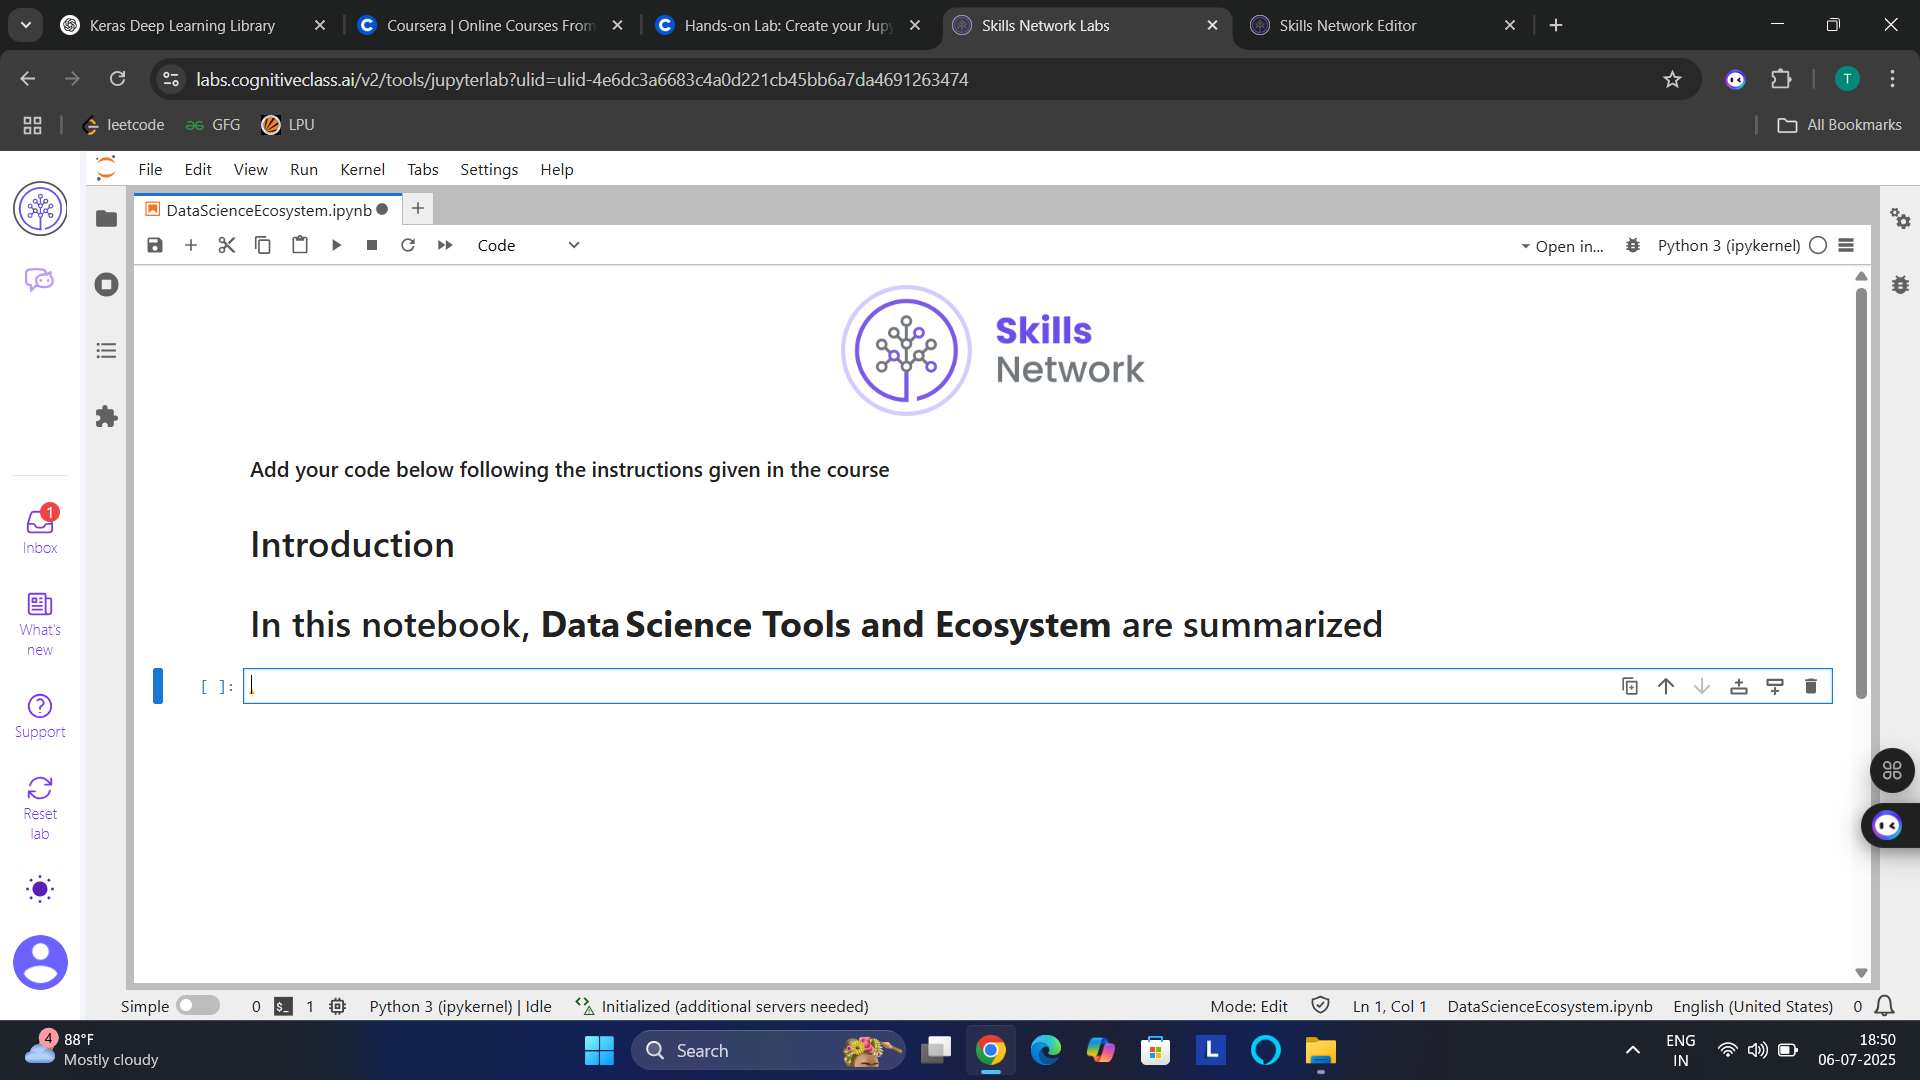 Keras Deep Learning Library
Coursera | Online Courses From
Hands-on Lab: Create your Jupy
Skills Network Labs
Skills Network Editor
labs.cognitiveclass.ai/v2/tools/jupyterlab?ulid=ulid-4e6dc3a6683c4a0d221cb45bb6a7da4691263474
T
leetcode
GFG
LPU
All Bookmarks
File Edit View Run Kernel Tabs Settings Help
DataScienceEcosystem.ipynb
Code
Open in...
Python 3 (ipykernel)
Skills
Network
Add your code below following the instructions given in the course
Introduction
In this notebook, Data Science Tools and Ecosystem are summarized
[ ]:
1
Inbox
What's
new
Support
Reset
lab
Simple
0
$_
1
Python 3 (ipykernel) | Idle
Initialized (additional servers needed)
Mode: Edit
Ln 1, Col 1
DataScienceEcosystem.ipynb
English (United States)
0
4
88°F
Mostly cloudy
Search
L
ENG
IN
18:50
06-07-2025